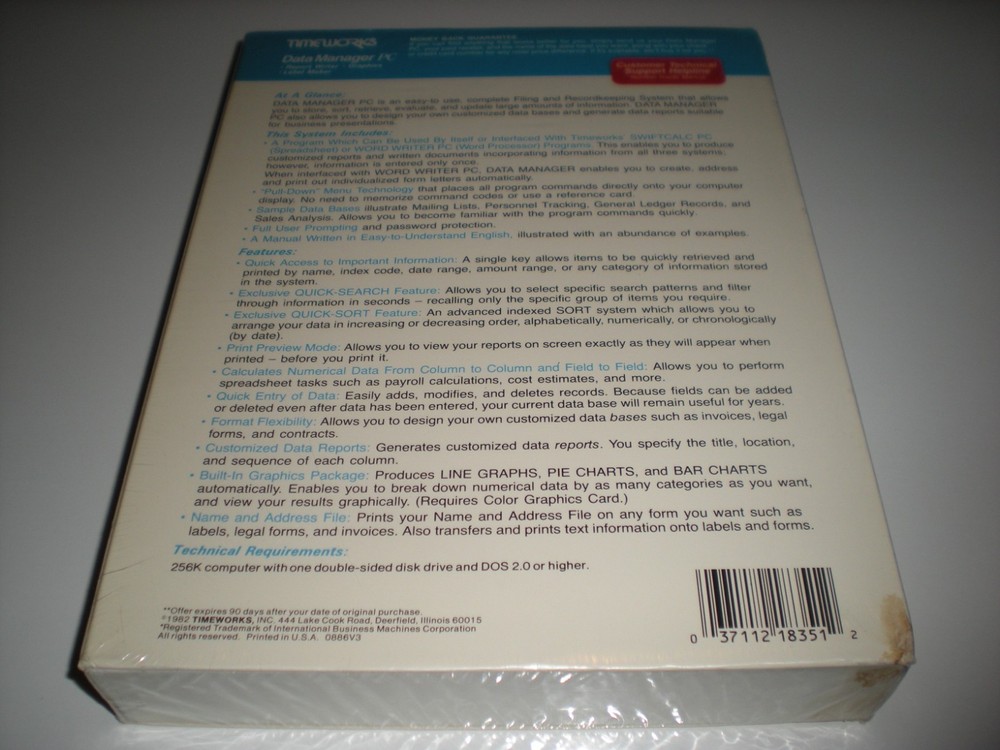 TIMEWORKS
Data Manager PC
Report Writer · Graphics
· Label Maker
MONEY BACK GUARANTEE
Customer Technical
Support Helpline
At A Glance:
DATA MANAGER PC is an easy-to use, complete Filing and Recordkeeping System that allows
you to store, sort, retrieve, evaluate, and update large amounts of information. DATA MANAGER
PC also allows you to design your own customized data bases and generate data reports suitable
for business presentations.
This System Includes:
• A Program Which Can Be Used By Itself or Interfaced With Timeworks' SWIFTCALC PC
(Spreadsheet) or WORD WRITER PC (Word Processor) Programs. This enables you to produce
customized reports and written documents incorporating information from all three systems;
however, information is entered only once.
When interfaced with WORD WRITER PC, DATA MANAGER enables you to create, address
and print out individualized form letters automatically.
• "Pull-Down" Menu Technology that places all program commands directly onto your computer
display. No need to memorize command codes or use a reference card.
• Sample Data Bases illustrate Mailing Lists, Personnel Tracking, General Ledger Records, and
Sales Analysis. Allows you to become familiar with the program commands quickly.
• Full User Prompting and password protection.
• A Manual Written in Easy-to-Understand English, illustrated with an abundance of examples.
Features:
• Quick Access to Important Information: A single key allows items to be quickly retrieved and
printed by name, index code, date range, amount range, or any category of information stored
in the system.
• Exclusive QUICK-SEARCH Feature: Allows you to select specific search patterns and filter
through information in seconds – recalling only the specific group of items you require.
• Exclusive QUICK-SORT Feature: An advanced indexed SORT system which allows you to
arrange your data in increasing or decreasing order, alphabetically, numerically, or chronologically
(by date).
• Print Preview Mode: Allows you to view your reports on screen exactly as they will appear when
printed – before you print it.
• Calculates Numerical Data From Column to Column and Field to Field: Allows you to perform
spreadsheet tasks such as payroll calculations, cost estimates, and more.
• Quick Entry of Data: Easily adds, modifies, and deletes records. Because fields can be added
or deleted even after data has been entered, your current data base will remain useful for years.
• Format Flexibility: Allows you to design your own customized data bases such as invoices, legal
forms, and contracts.
• Customized Data Reports: Generates customized data reports. You specify the title, location,
and sequence of each column.
• Built-In Graphics Package: Produces LINE GRAPHS, PIE CHARTS, and BAR CHARTS
automatically. Enables you to break down numerical data by as many categories as you want,
and view your results graphically. (Requires Color Graphics Card.)
• Name and Address File: Prints your Name and Address File on any form you want such as
labels, legal forms, and invoices. Also transfers and prints text information onto labels and forms.
Technical Requirements:
256K computer with one double-sided disk drive and DOS 2.0 or higher.
**Offer expires 90 days after your date of original purchase.
©1982 TIMEWORKS, INC. 444 Lake Cook Road, Deerfield, Illinois 60015
*Registered Trademark of International Business Machines Corporation
All rights reserved. Printed in U.S.A. 0886V3
0 37112 18351 2